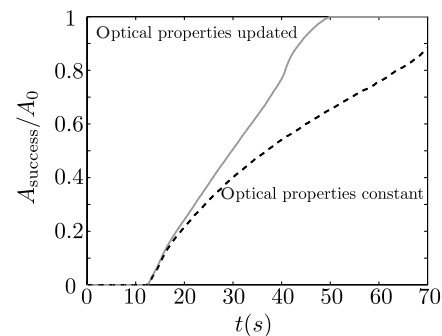 1
Optical properties updated
0.8
0.6
A_success/A_0
0.4
Optical properties constant
0.2
0
0 10 20 30 40 50 60 70
t(s)